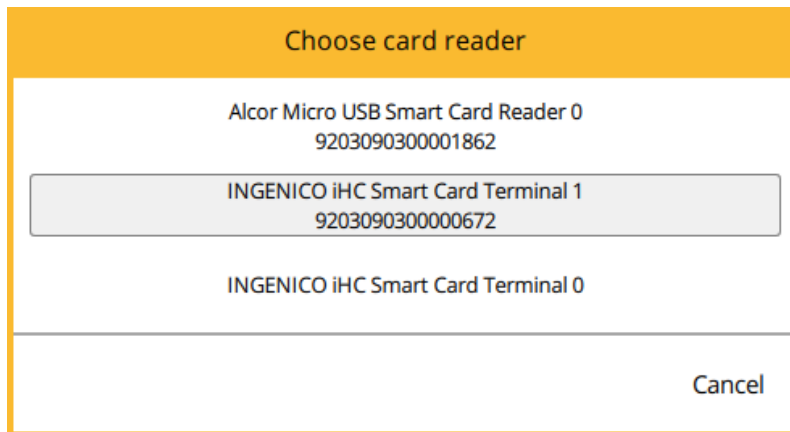 Choose card reader
Alcor Micro USB Smart Card Reader 0
9203090300001862
INGENICO iHC Smart Card Terminal 1
9203090300000672
INGENICO iHC Smart Card Terminal 0
Cancel